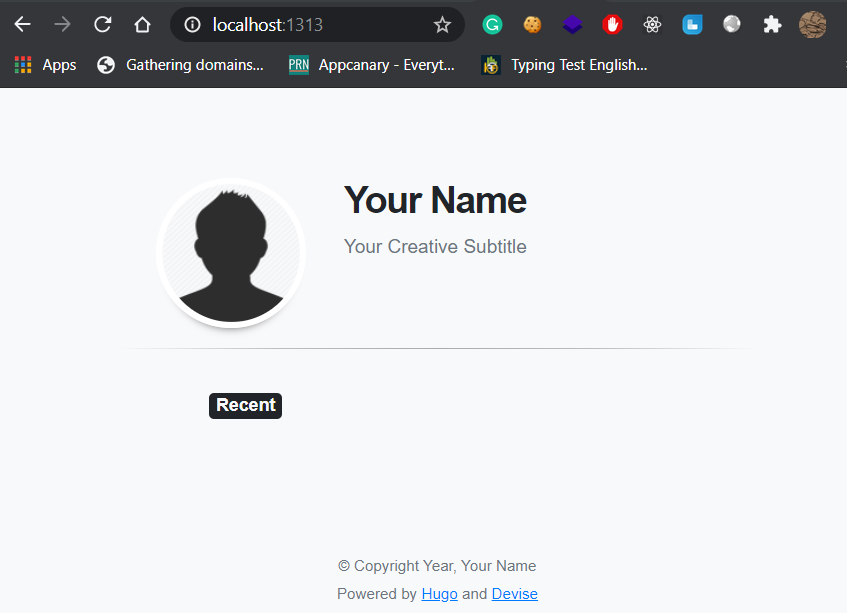 localhost:1313
Apps
Gathering domains...
PRN
Appcanary - Everyt...
Typing Test English...
Your Name
Your Creative Subtitle
Recent
© Copyright Year, Your Name
Powered by Hugo and Devise